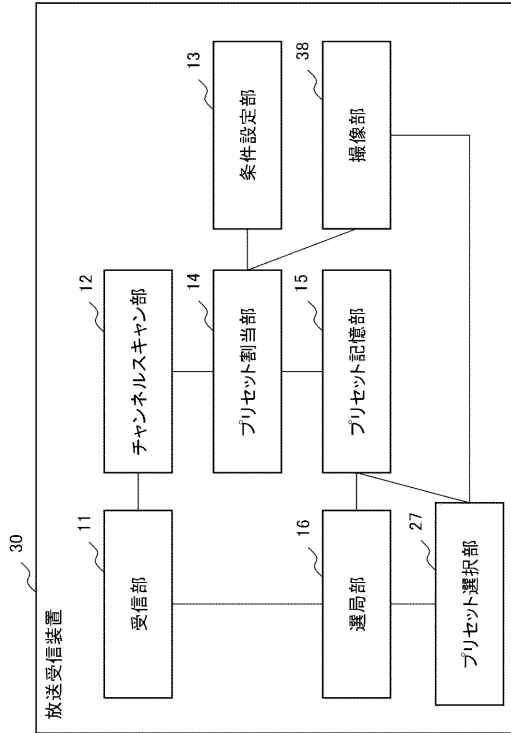 放送受信装置
30
受信部
11
チャンネルスキャン部
12
プリセット割当部
14
条件設定部
13
選局部
16
プリセット記憶部
15
撮像部
38
プリセット選択部
27